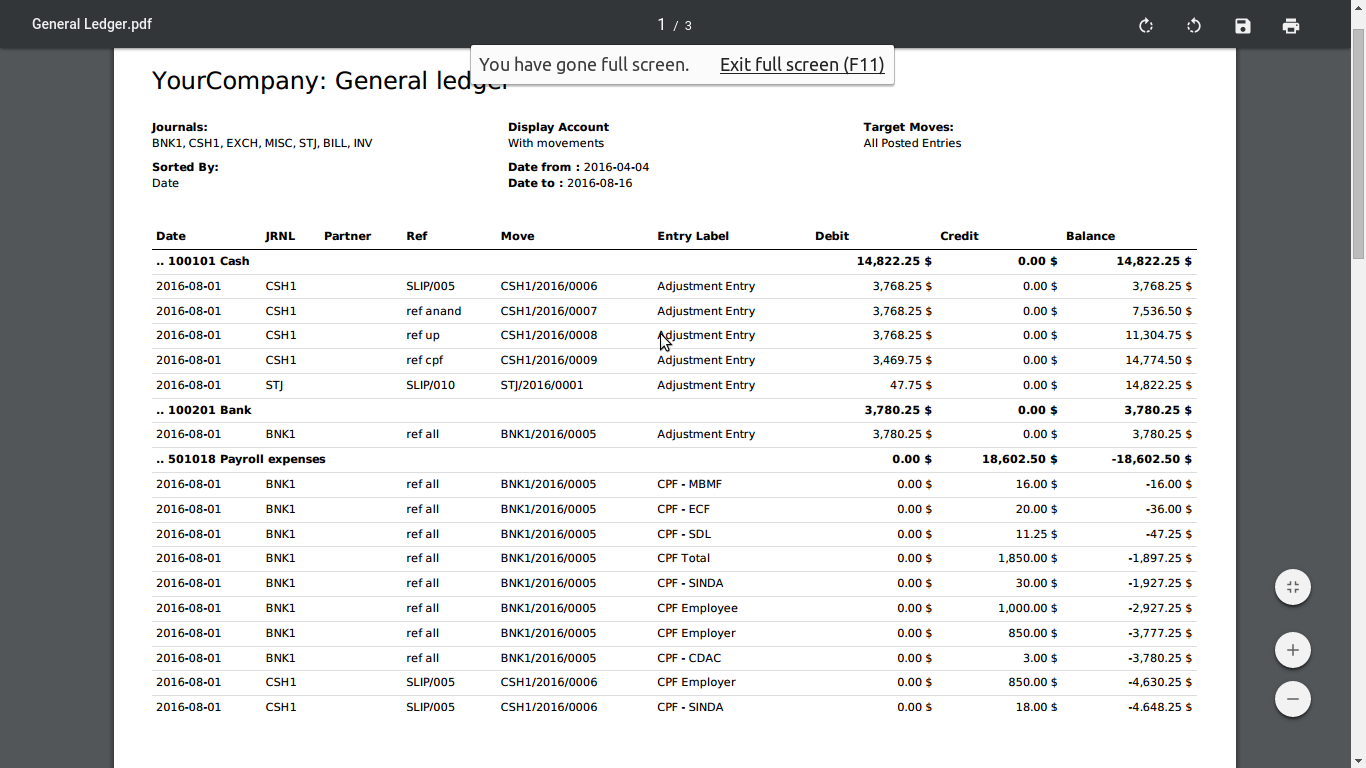 General Ledger.pdf
1 / 3
You have gone full screen. Exit full screen (F11)
YourCompany: General ledger
Journals: Display Account Target Moves:
BNK1, CSH1, EXCH, MISC, STJ, BILL, INV With movements All Posted Entries
Sorted By: Date from : 2016-04-04
Date Date to : 2016-08-16
Date JRNL Partner Ref Move Entry Label Debit Credit Balance
.. 100101 Cash 14,822.25 $ 0.00 $ 14,822.25 $
2016-08-01 CSH1 SLIP/005 CSH1/2016/0006 Adjustment Entry 3,768.25 $ 0.00 $ 3,768.25 $
2016-08-01 CSH1 ref anand CSH1/2016/0007 Adjustment Entry 3,768.25 $ 0.00 $ 7,536.50 $
2016-08-01 CSH1 ref up CSH1/2016/0008 Adjustment Entry 3,768.25 $ 0.00 $ 11,304.75 $
2016-08-01 CSH1 ref cpf CSH1/2016/0009 Adjustment Entry 3,469.75 $ 0.00 $ 14,774.50 $
2016-08-01 STJ SLIP/010 STJ/2016/0001 Adjustment Entry 47.75 $ 0.00 $ 14,822.25 $
.. 100201 Bank 3,780.25 $ 0.00 $ 3,780.25 $
2016-08-01 BNK1 ref all BNK1/2016/0005 Adjustment Entry 3,780.25 $ 0.00 $ 3,780.25 $
.. 501018 Payroll expenses 0.00 $ 18,602.50 $ -18,602.50 $
2016-08-01 BNK1 ref all BNK1/2016/0005 CPF - MBMF 0.00 $ 16.00 $ -16.00 $
2016-08-01 BNK1 ref all BNK1/2016/0005 CPF - ECF 0.00 $ 20.00 $ -36.00 $
2016-08-01 BNK1 ref all BNK1/2016/0005 CPF - SDL 0.00 $ 11.25 $ -47.25 $
2016-08-01 BNK1 ref all BNK1/2016/0005 CPF Total 0.00 $ 1,850.00 $ -1,897.25 $
2016-08-01 BNK1 ref all BNK1/2016/0005 CPF - SINDA 0.00 $ 30.00 $ -1,927.25 $
2016-08-01 BNK1 ref all BNK1/2016/0005 CPF Employee 0.00 $ 1,000.00 $ -2,927.25 $
2016-08-01 BNK1 ref all BNK1/2016/0005 CPF Employer 0.00 $ 850.00 $ -3,777.25 $
2016-08-01 BNK1 ref all BNK1/2016/0005 CPF - CDAC 0.00 $ 3.00 $ -3,780.25 $
2016-08-01 CSH1 SLIP/005 CSH1/2016/0006 CPF Employer 0.00 $ 850.00 $ -4,630.25 $
2016-08-01 CSH1 SLIP/005 CSH1/2016/0006 CPF - SINDA 0.00 $ 18.00 $ -4.648.25 $